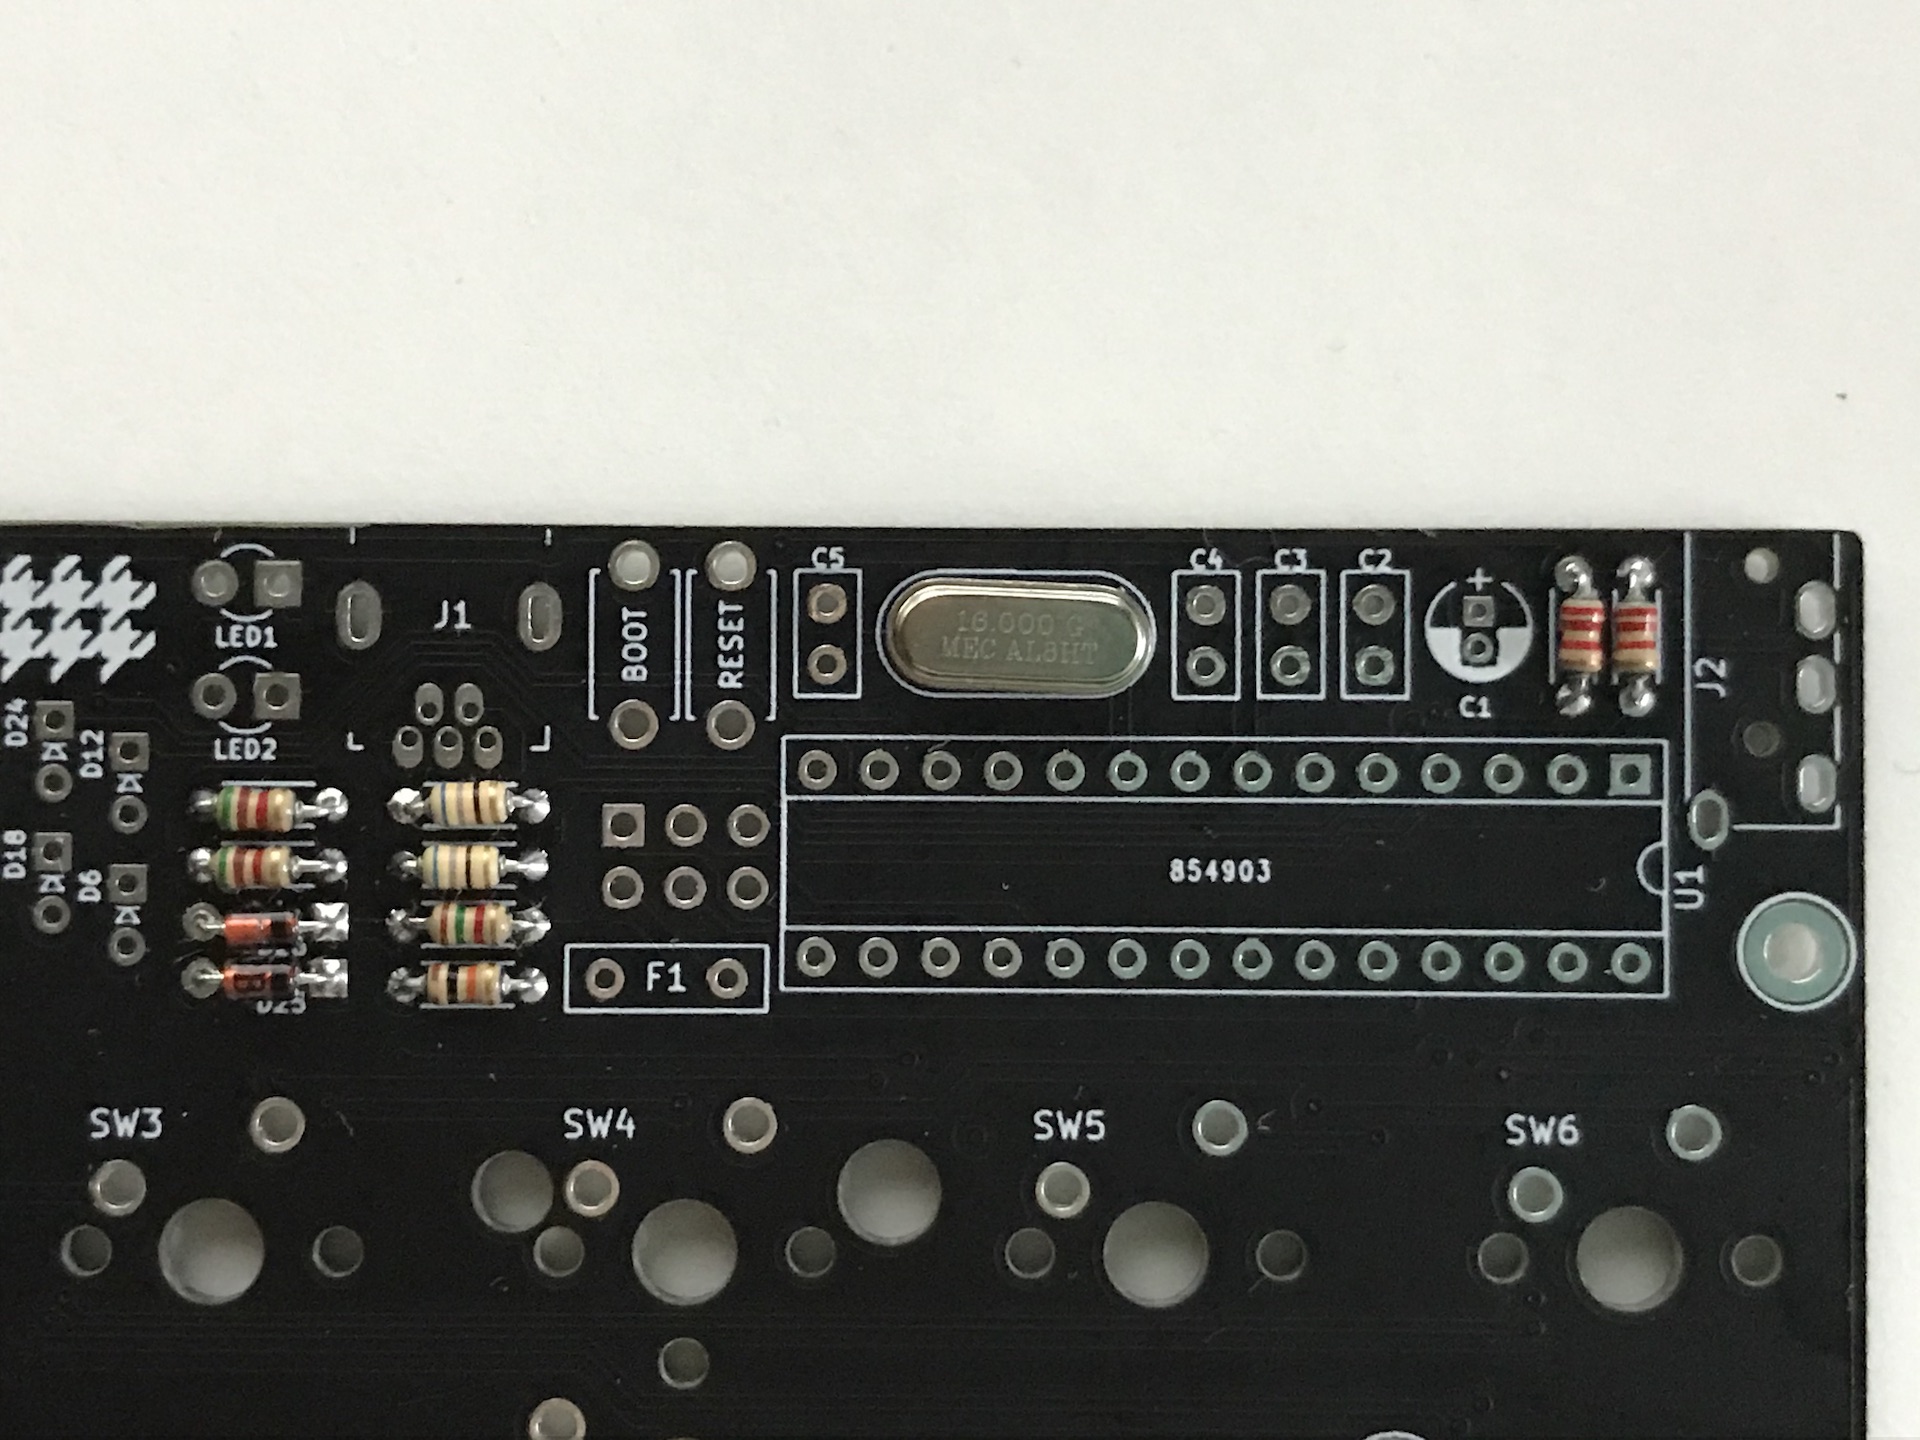 C5
C4
C3
C2
+
LED1
J1
BOOT
RESET
16.000 G
MEC AL8HT
J2
C1
D24
D12
LED2
D18
D6
854903
U1
F1
SW3
SW4
SW5
SW6